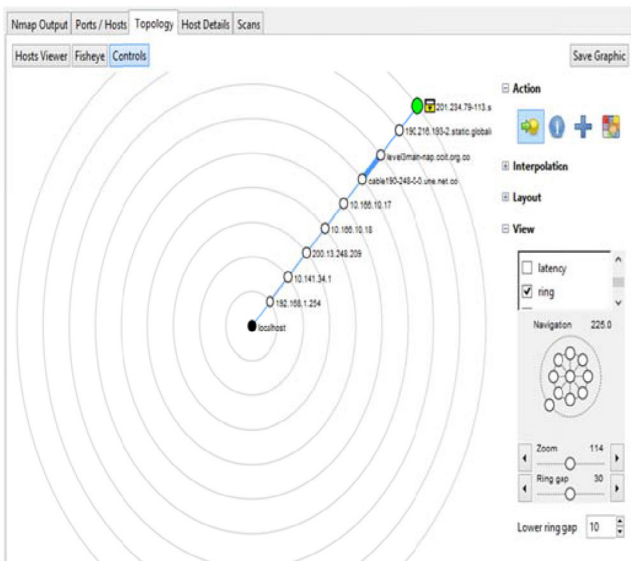 Nmap Output Ports / Hosts Topology Host Details Scans
Hosts Viewer Fisheye Controls Save Graphic
201.234.79-113.s
190.216.193-2.static.globali
level3main-nap.ccit.org.co
cable190-248-0-0.une.net.co
10.166.10.17
10.166.10.18
200.13.248.209
10.141.34.1
192.168.1.254
localhost
Action
Interpolation
Layout
View
latency
ring
Navigation 225.0
Zoom 114
Ring gap 30
Lower ring gap 10